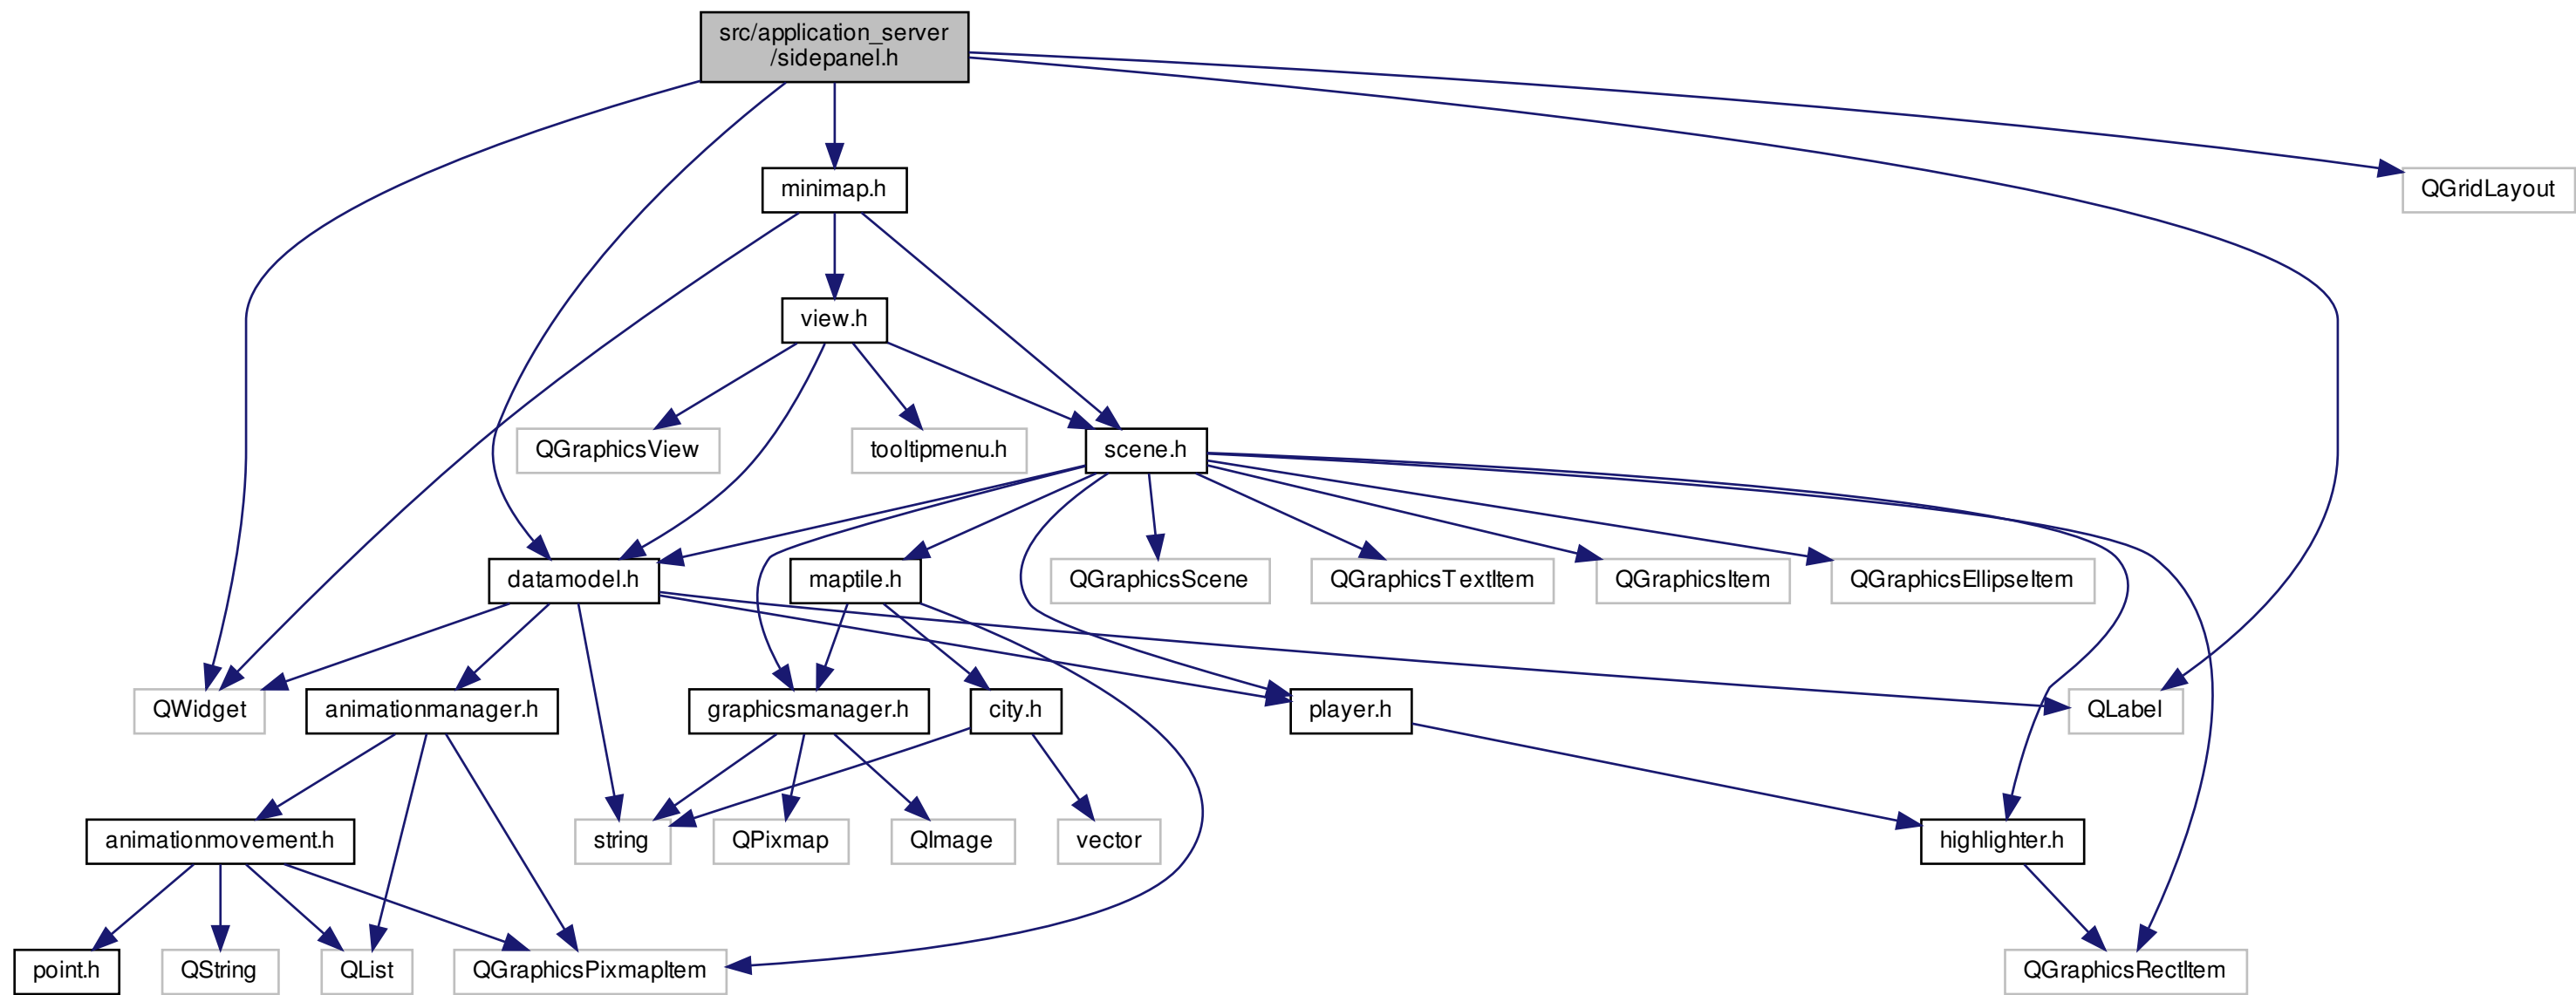 src/application_server
/sidepanel.h
minimap.h
QGridLayout
view.h
QGraphicsView
tooltipmenu.h
scene.h
datamodel.h
maptile.h
QGraphicsScene
QGraphicsTextItem
QGraphicsItem
QGraphicsEllipseItem
QWidget
animationmanager.h
graphicsmanager.h
city.h
player.h
QLabel
animationmovement.h
string
QPixmap
QImage
vector
highlighter.h
point.h
QString
QList
QGraphicsPixmapItem
QGraphicsRectItem